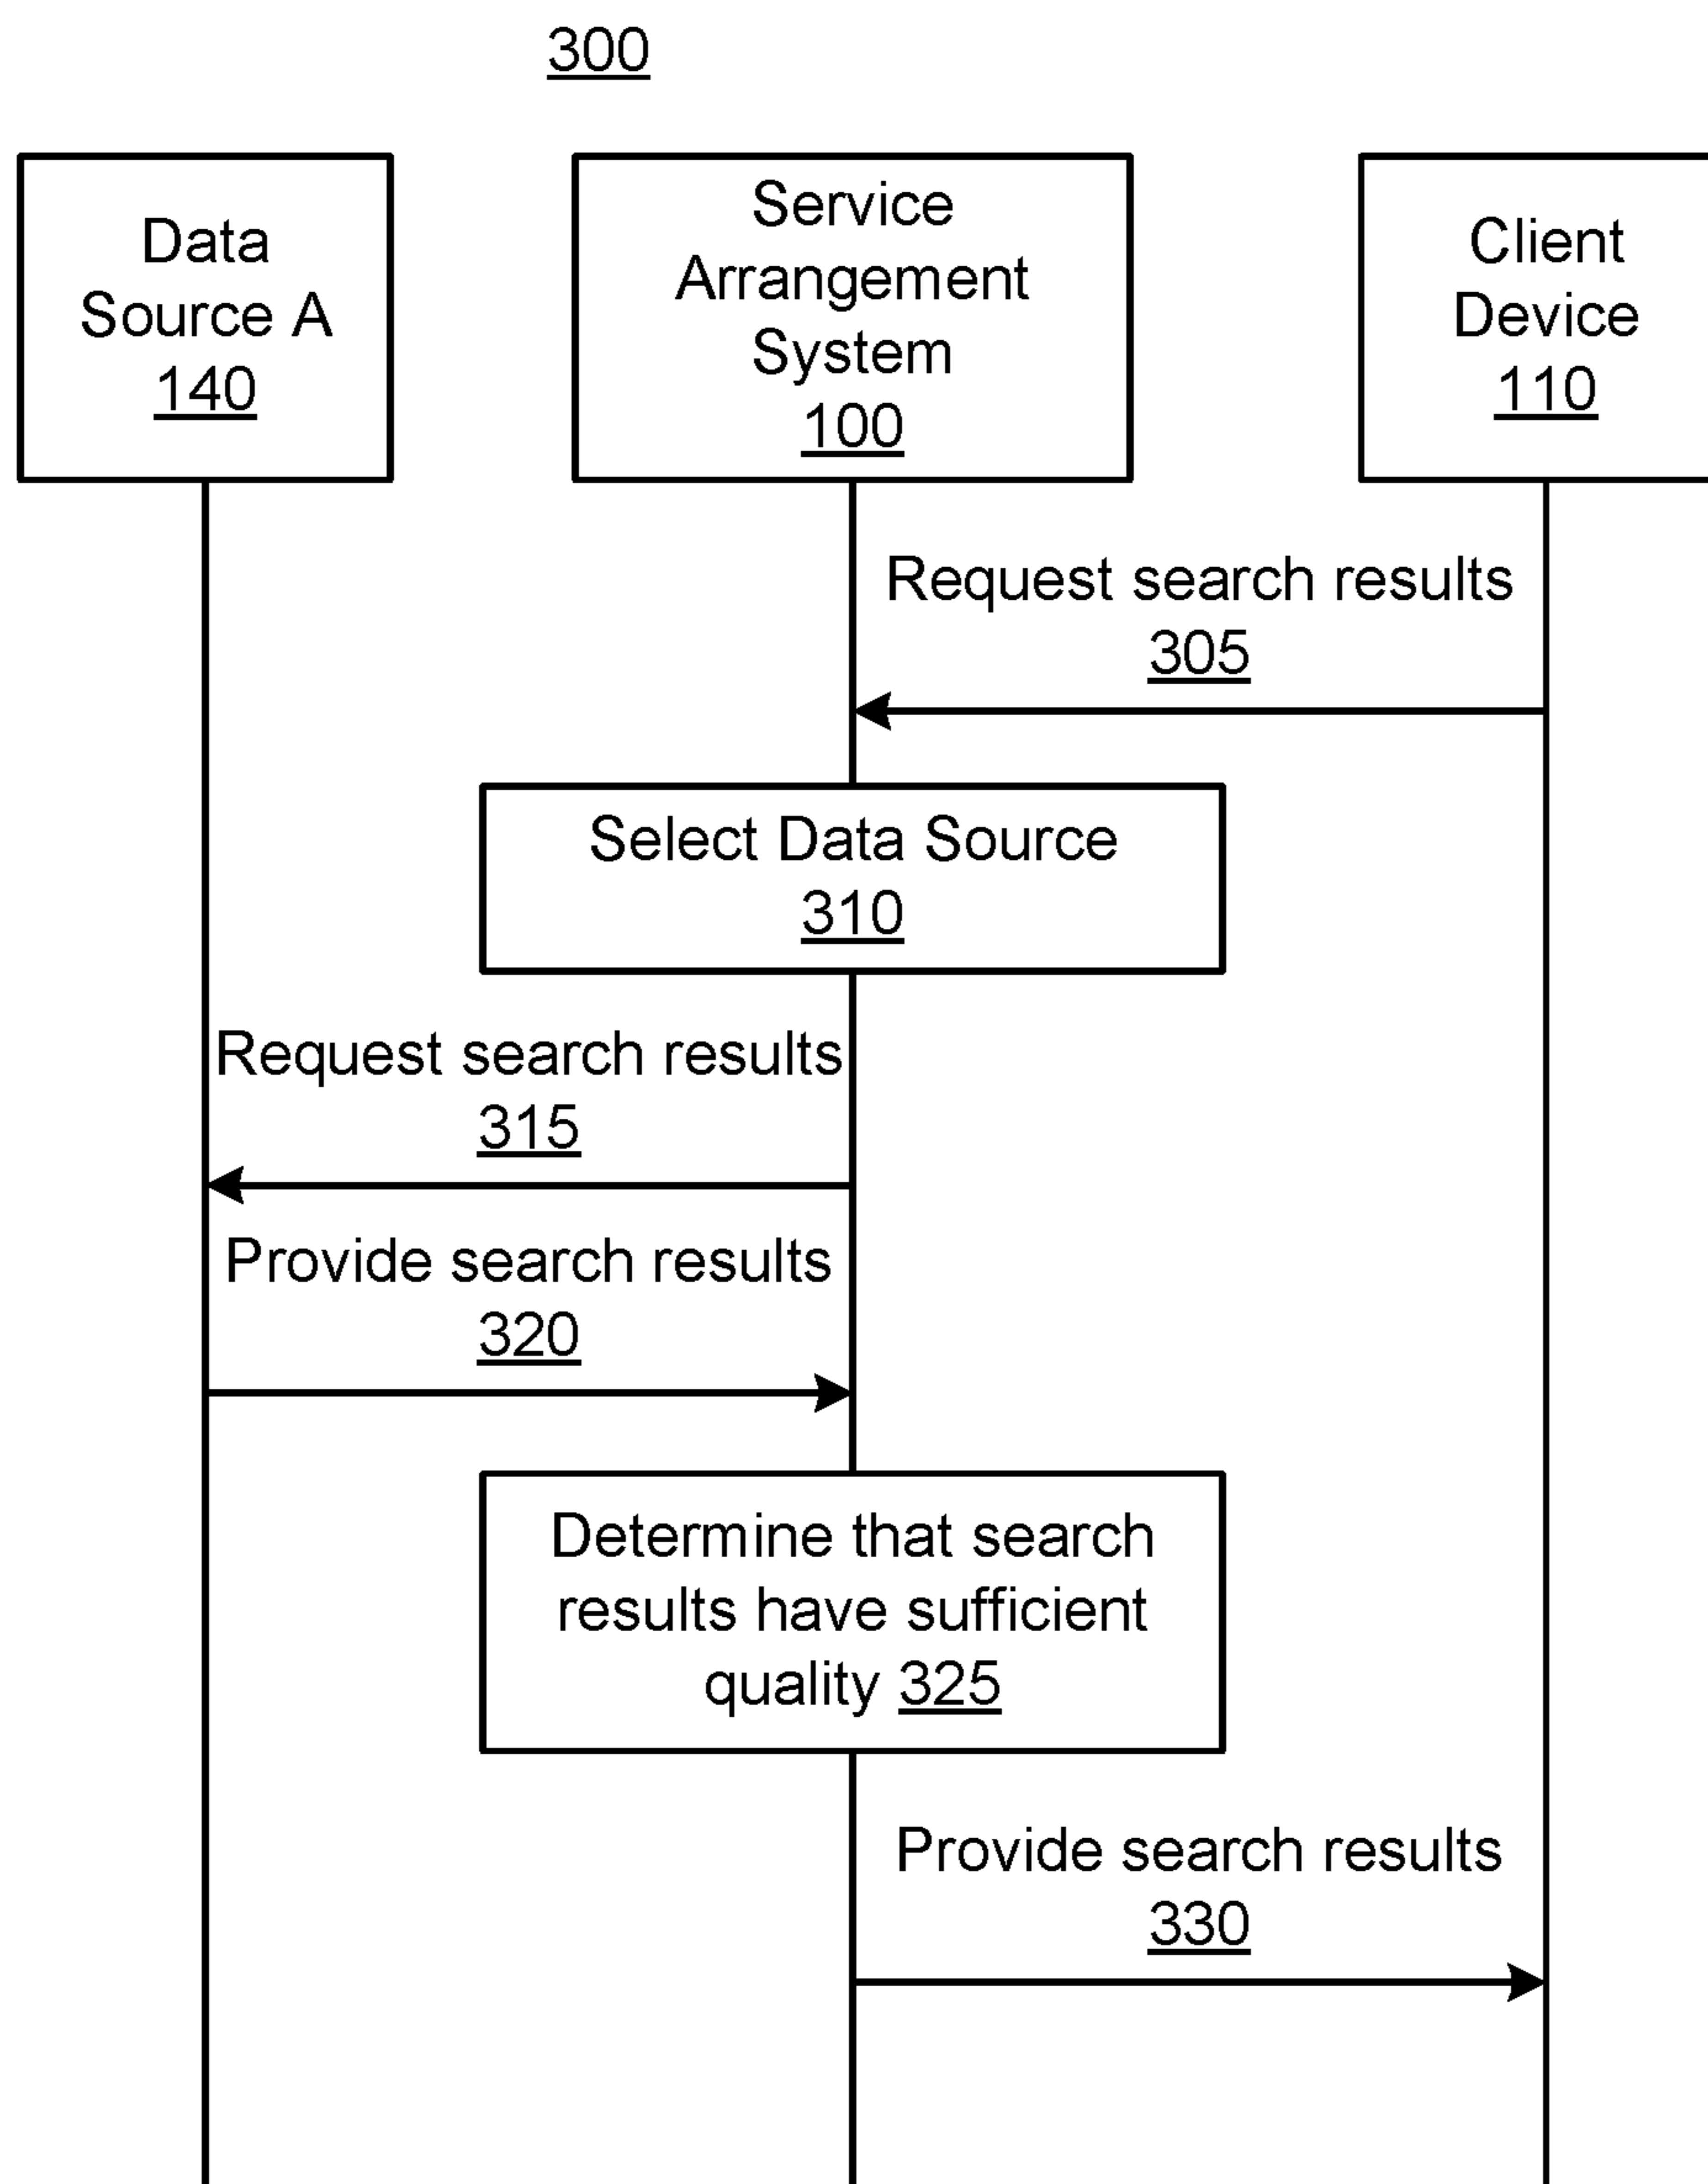 300
Data
Source A
140
Service
Arrangement
System
100
Client
Device
110
Request search results
305
Select Data Source
310
Request search results
315
Provide search results
320
Determine that search
results have sufficient
quality 325
Provide search results
330